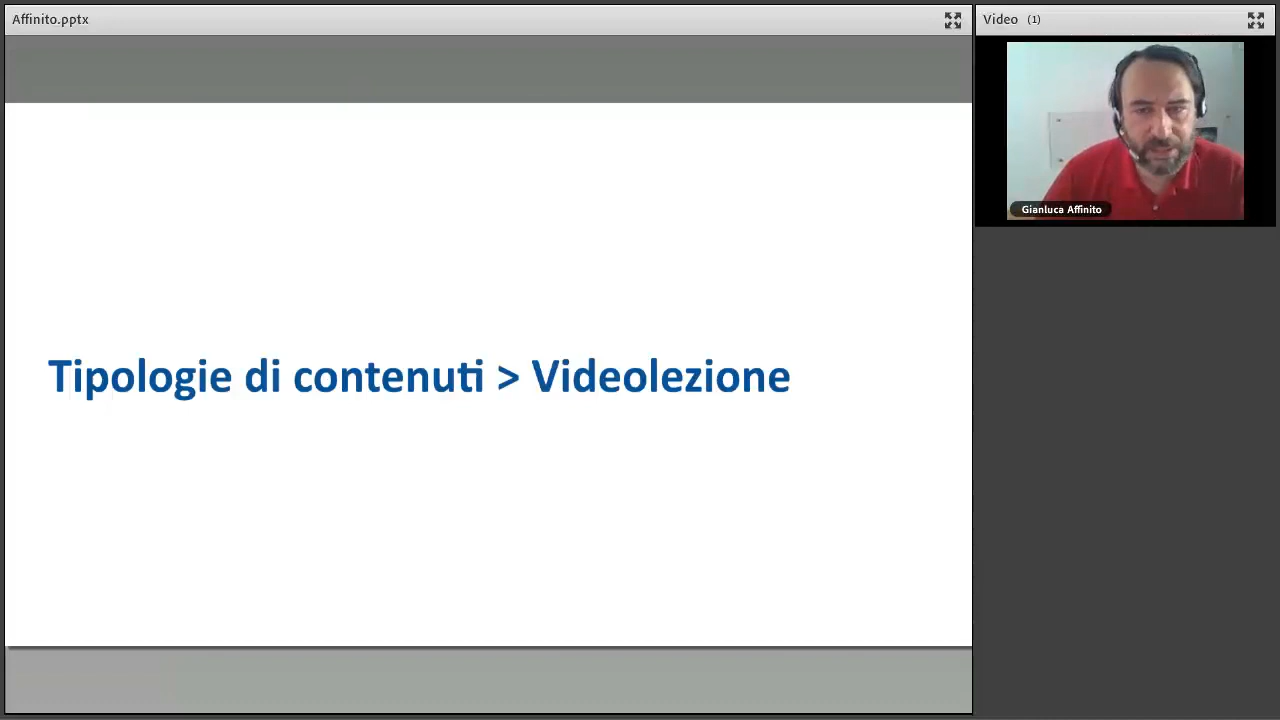 Affinito.pptx
Video (1)
Gianluca Affinito
Tipologie di contenuti > Videolezione